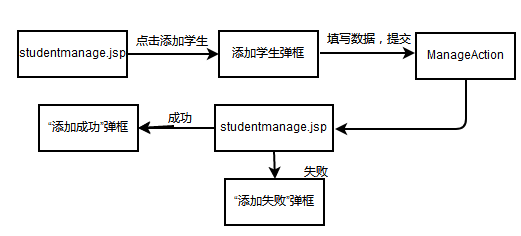 studentmanage.jsp
点击添加学生
添加学生弹框
填写数据，提交
ManageAction
“添加成功”弹框
成功
studentmanage.jsp
失败
“添加失败”弹框